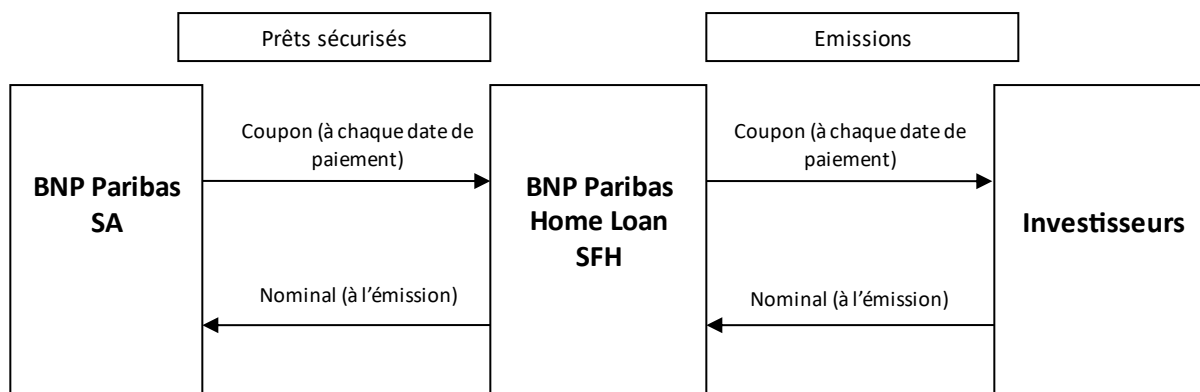 Prêts sécurisés
Emissions
Coupon (à chaque date de
paiement)
Coupon (à chaque date de
paiement)
BNP Paribas
SA
BNP Paribas
Home Loan
SFH
Investisseurs
Nominal (à l’émission)
Nominal (à l’émission)